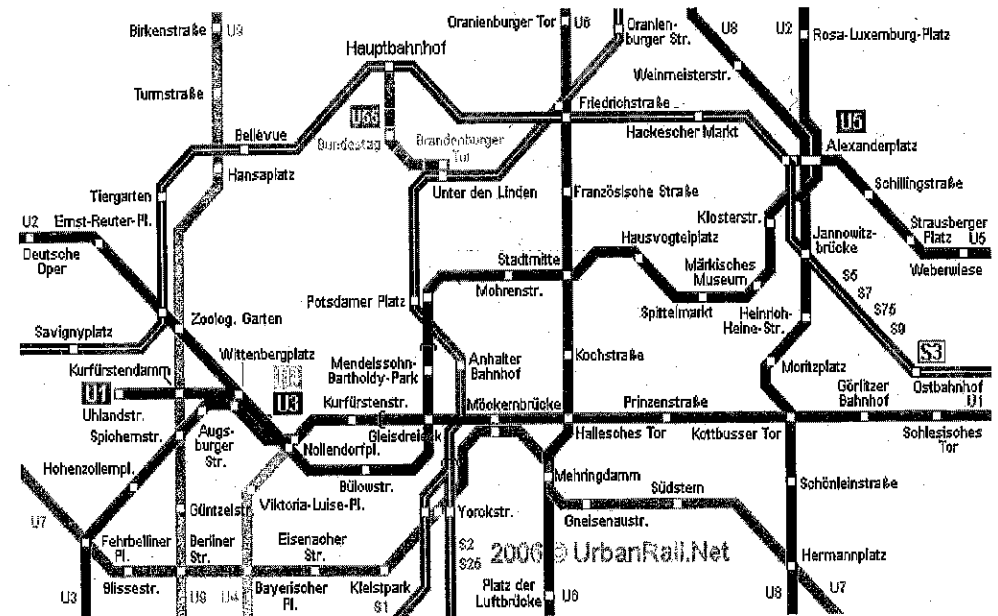 Birkenstraße
U9
Oranienburger Tor
U6
Oranien-
burger Str.
U8
U2
Rosa-Luxemburg-Platz
Hauptbahnhof
Weinmeisterstr.
Turmstraße
Friedrichstraße
U55
U5
Bellevue
Bundestag
Brandenburger
Tor
Hackescher Markt
Alexanderplatz
Hansaplatz
Schillingstraße
Tiergarten
Unter den Linden
Französische Straße
U2
Ernst-Reuter-Pl.
Klosterstr.
Strausberger
Platz
U5
Deutsche
Oper
Hausvogteiplatz
Jannowitz-
brücke
Weberwiese
Stadtmitte
Märkisches
Museum
Mohrenstr.
S5
S7
S75
S9
Potsdamer Platz
Spittelmarkt
Heinrich-
Heine-Str.
Savignyplatz
Zoolog. Garten
Wittenbergplatz
Mendelssohn-
Bartholdy-Park
Anhalter
Bahnhof
Kochstraße
Moritzplatz
S3
Ostbahnhof
Kurfürstendamm
U1
U3
Görlitzer
Bahnhof
U1
Uhlandstr.
Kurfürstenstr.
Möckernbrücke
Prinzenstraße
Spichernstr.
Augs-
burger
Str.
Nollendorfpl.
Gleisdreieck
Hallesches Tor
Kottbusser Tor
Schlesisches
Tor
Hohenzollernpl.
Bülowstr.
Mehringdamm
Schönleinstraße
Viktoria-Luise-Pl.
Südstern
U7
Güntzelstr.
Yorckstr.
Gneisenaustr.
Fehrbelliner
Pl.
Berliner
Str.
Eisenacher
Str.
S2
S25
2006 © UrbanRail.Net
Hermannplatz
Blissestr.
Bayerischer
Pl.
Kleistpark
Platz der
Luftbrücke
U3
U9
U4
S1
U6
U8
U7